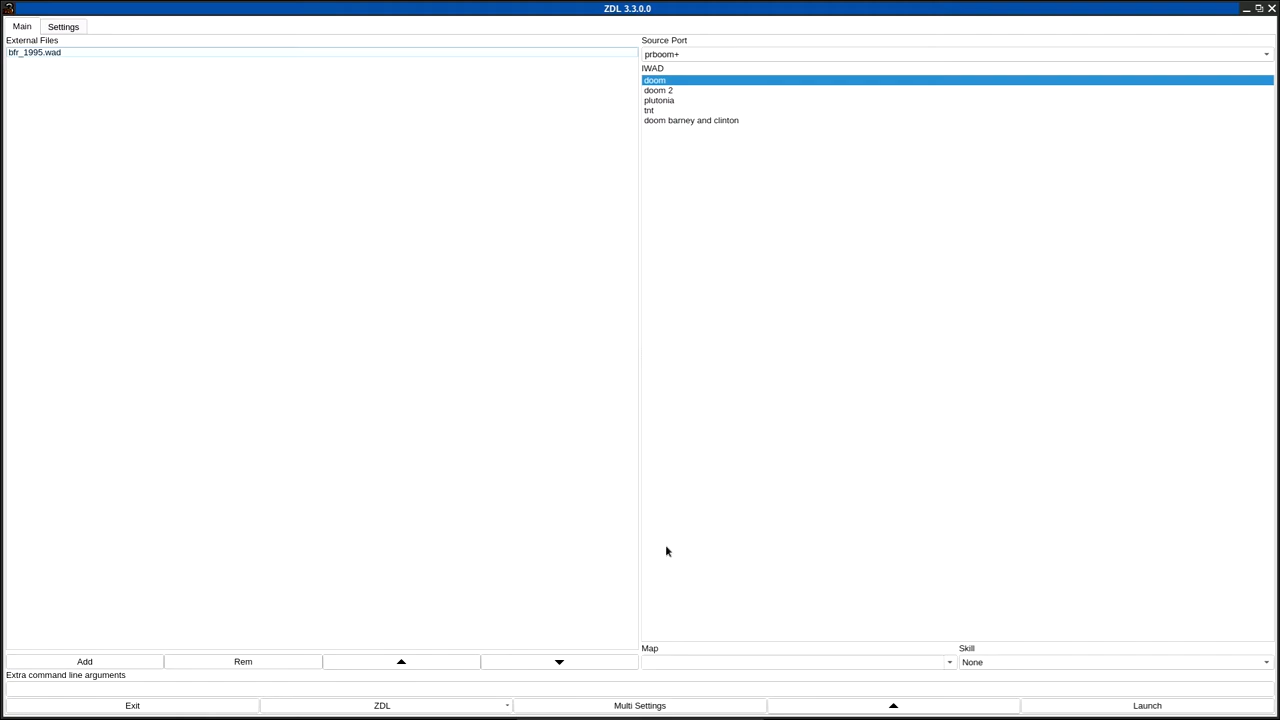 ZDL 3.3.0.0
Main
Settings
External Files
bfr_1995.wad
Source Port
prboom+
IWAD
doom
doom 2
plutonia
tnt
doom barney and clinton
Add
Rem
Map
Skill
None
Extra command line arguments
Exit
ZDL
Multi Settings
Launch